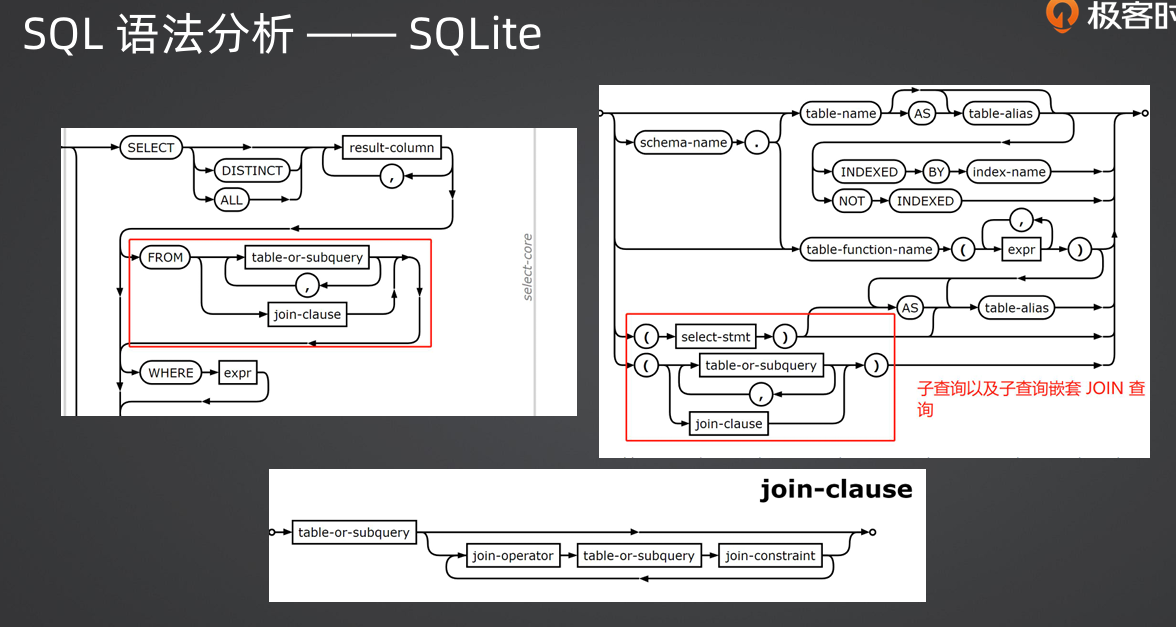 SQL 语法分析 —— SQLite
极客时
SELECT
result-column
DISTINCT
,
ALL
FROM
table-or-subquery
,
join-clause
WHERE
expr
select-core
table-name
AS
table-alias
schema-name
.
INDEXED
BY
index-name
NOT
INDEXED
,
table-function-name
(
expr
)
AS
table-alias
(
select-stmt
)
(
table-or-subquery
)
,
join-clause
子查询以及子查询嵌套 JOIN 查
询
join-clause
table-or-subquery
join-operator
table-or-subquery
join-constraint